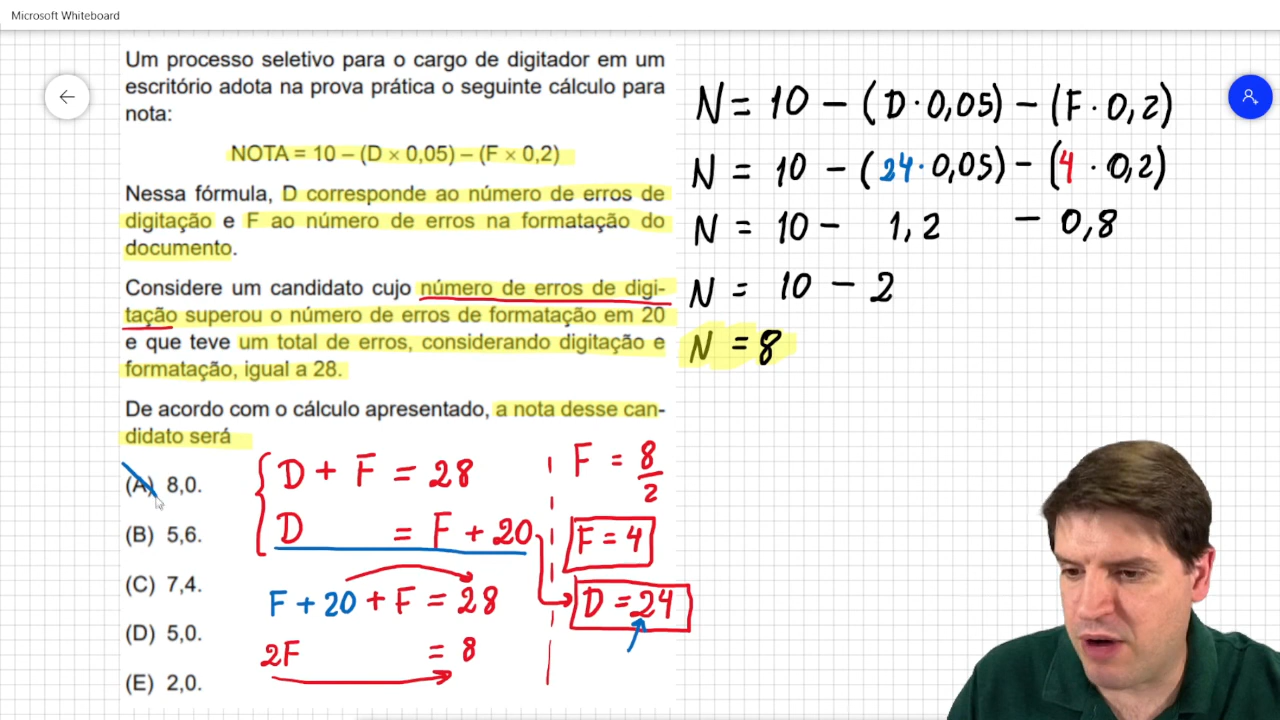 Microsoft Whiteboard
Um processo seletivo para o cargo de digitador em um
escritório adota na prova prática o seguinte cálculo para
nota:
NOTA = 10 – (D × 0,05) – (F × 0,2)
Nessa fórmula, D corresponde ao número de erros de
digitação e F ao número de erros na formatação do
documento.
Considere um candidato cujo número de erros de digi-
tação superou o número de erros de formatação em 20
e que teve um total de erros, considerando digitação e
formatação, igual a 28.
De acordo com o cálculo apresentado, a nota desse can-
didato será
(A) 8,0.
(B) 5,6.
(C) 7,4.
(D) 5,0.
(E) 2,0.
D + F = 28
D = F + 20
F + 20 + F = 28
2F = 8
F = 8/2
F = 4
D = 24
N = 10 – (D · 0,05) – (F · 0,2)
N = 10 – (24 · 0,05) – (4 · 0,2)
N = 10 – 1,2 – 0,8
N = 10 – 2
N = 8